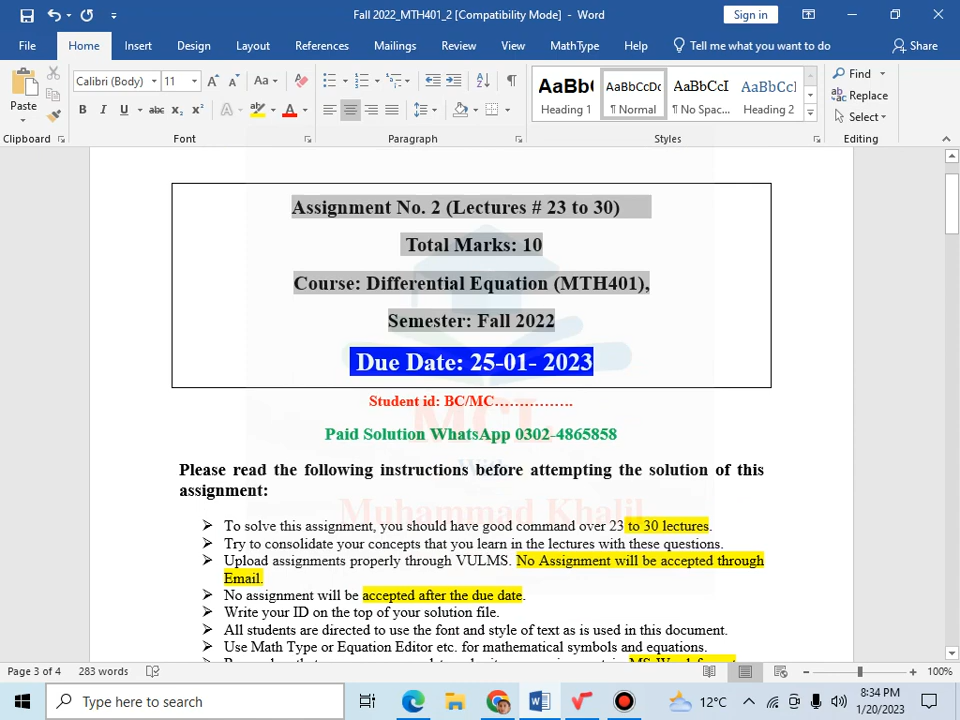 Fall 2022_MTH401_2 [Compatibility Mode] - Word
Sign in
File Home Insert Design Layout References Mailings Review View MathType Help Tell me what you want to do Share
Paste
Calibri (Body) 11
Aa
B I U abc x₂ x² A A
AaBb( AaBbCcDc AaBbCcI AaBbCcI
Heading 1 ¶ Normal ¶ No Spac... Heading 2
Find
Replace
Select
Clipboard Font Paragraph Styles Editing
Assignment No. 2 (Lectures # 23 to 30)
Total Marks: 10
Course: Differential Equation (MTH401),
Semester: Fall 2022
Due Date: 25-01- 2023
Student id: BC/MC…………….
MCL
Paid Solution WhatsApp 0302-4865858
With
Please read the following instructions before attempting the solution of this
assignment:
Muhammad Khalil
To solve this assignment, you should have good command over 23 to 30 lectures.
Try to consolidate your concepts that you learn in the lectures with these questions.
Upload assignments properly through VULMS. No Assignment will be accepted through
Email.
No assignment will be accepted after the due date.
Write your ID on the top of your solution file.
All students are directed to use the font and style of text as is used in this document.
Use Math Type or Equation Editor etc. for mathematical symbols and equations.
Page 3 of 4 283 words 100%
Type here to search
12°C
8:34 PM
1/20/2023